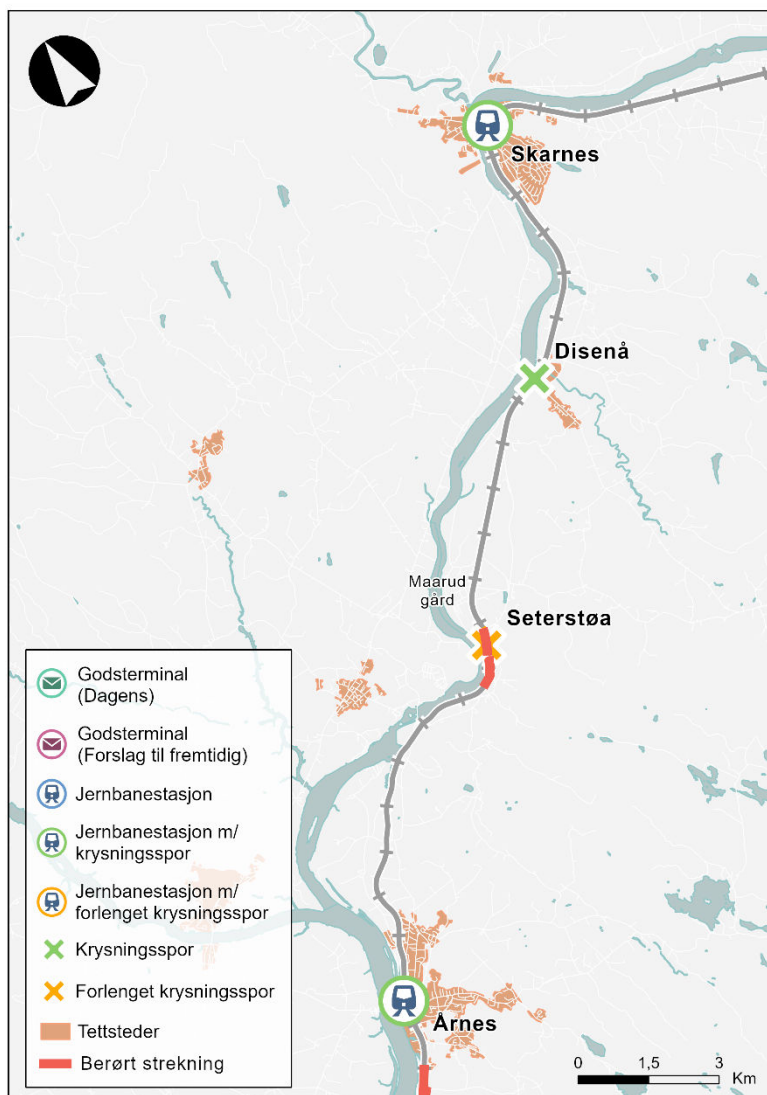 Skarnes
Disenå
Maarud
gård
Seterstøa
Årnes
Godsterminal
(Dagens)
Godsterminal
(Forslag til fremtidig)
Jernbanestasjon
Jernbanestasjon m/
krysningsspor
Jernbanestasjon m/
forlenget krysningsspor
Krysningsspor
Forlenget krysningsspor
Tettsteder
Berørt strekning
0 1,5 3
Km